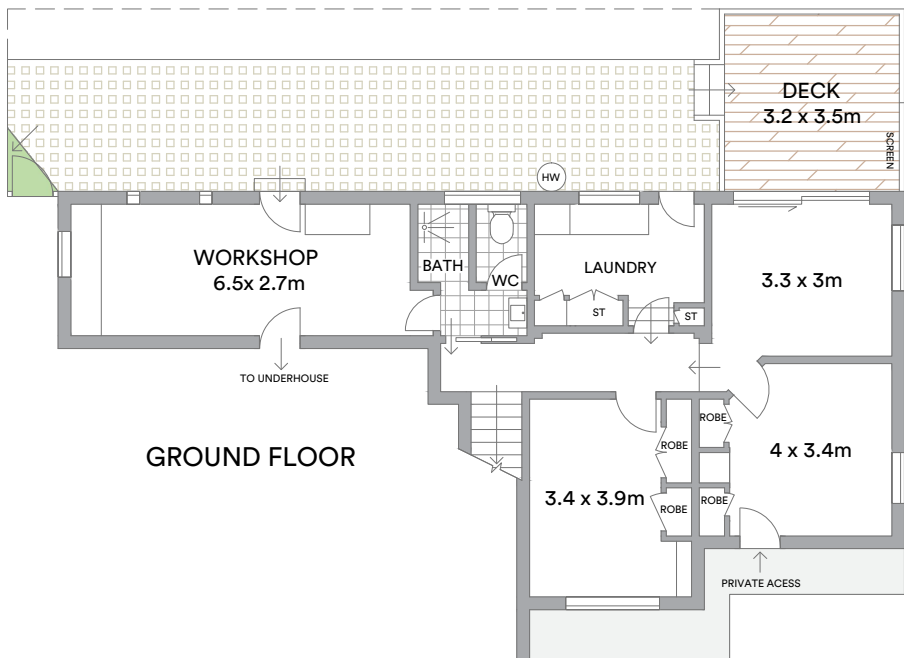 DECK
3.2 x 3.5m
SCREEN
HW
WORKSHOP
6.5x 2.7m
BATH
WC
LAUNDRY
ST
ST
3.3 x 3m
TO UNDERHOUSE
GROUND FLOOR
ROBE
ROBE
4 x 3.4m
3.4 x 3.9m
ROBE
ROBE
PRIVATE ACESS